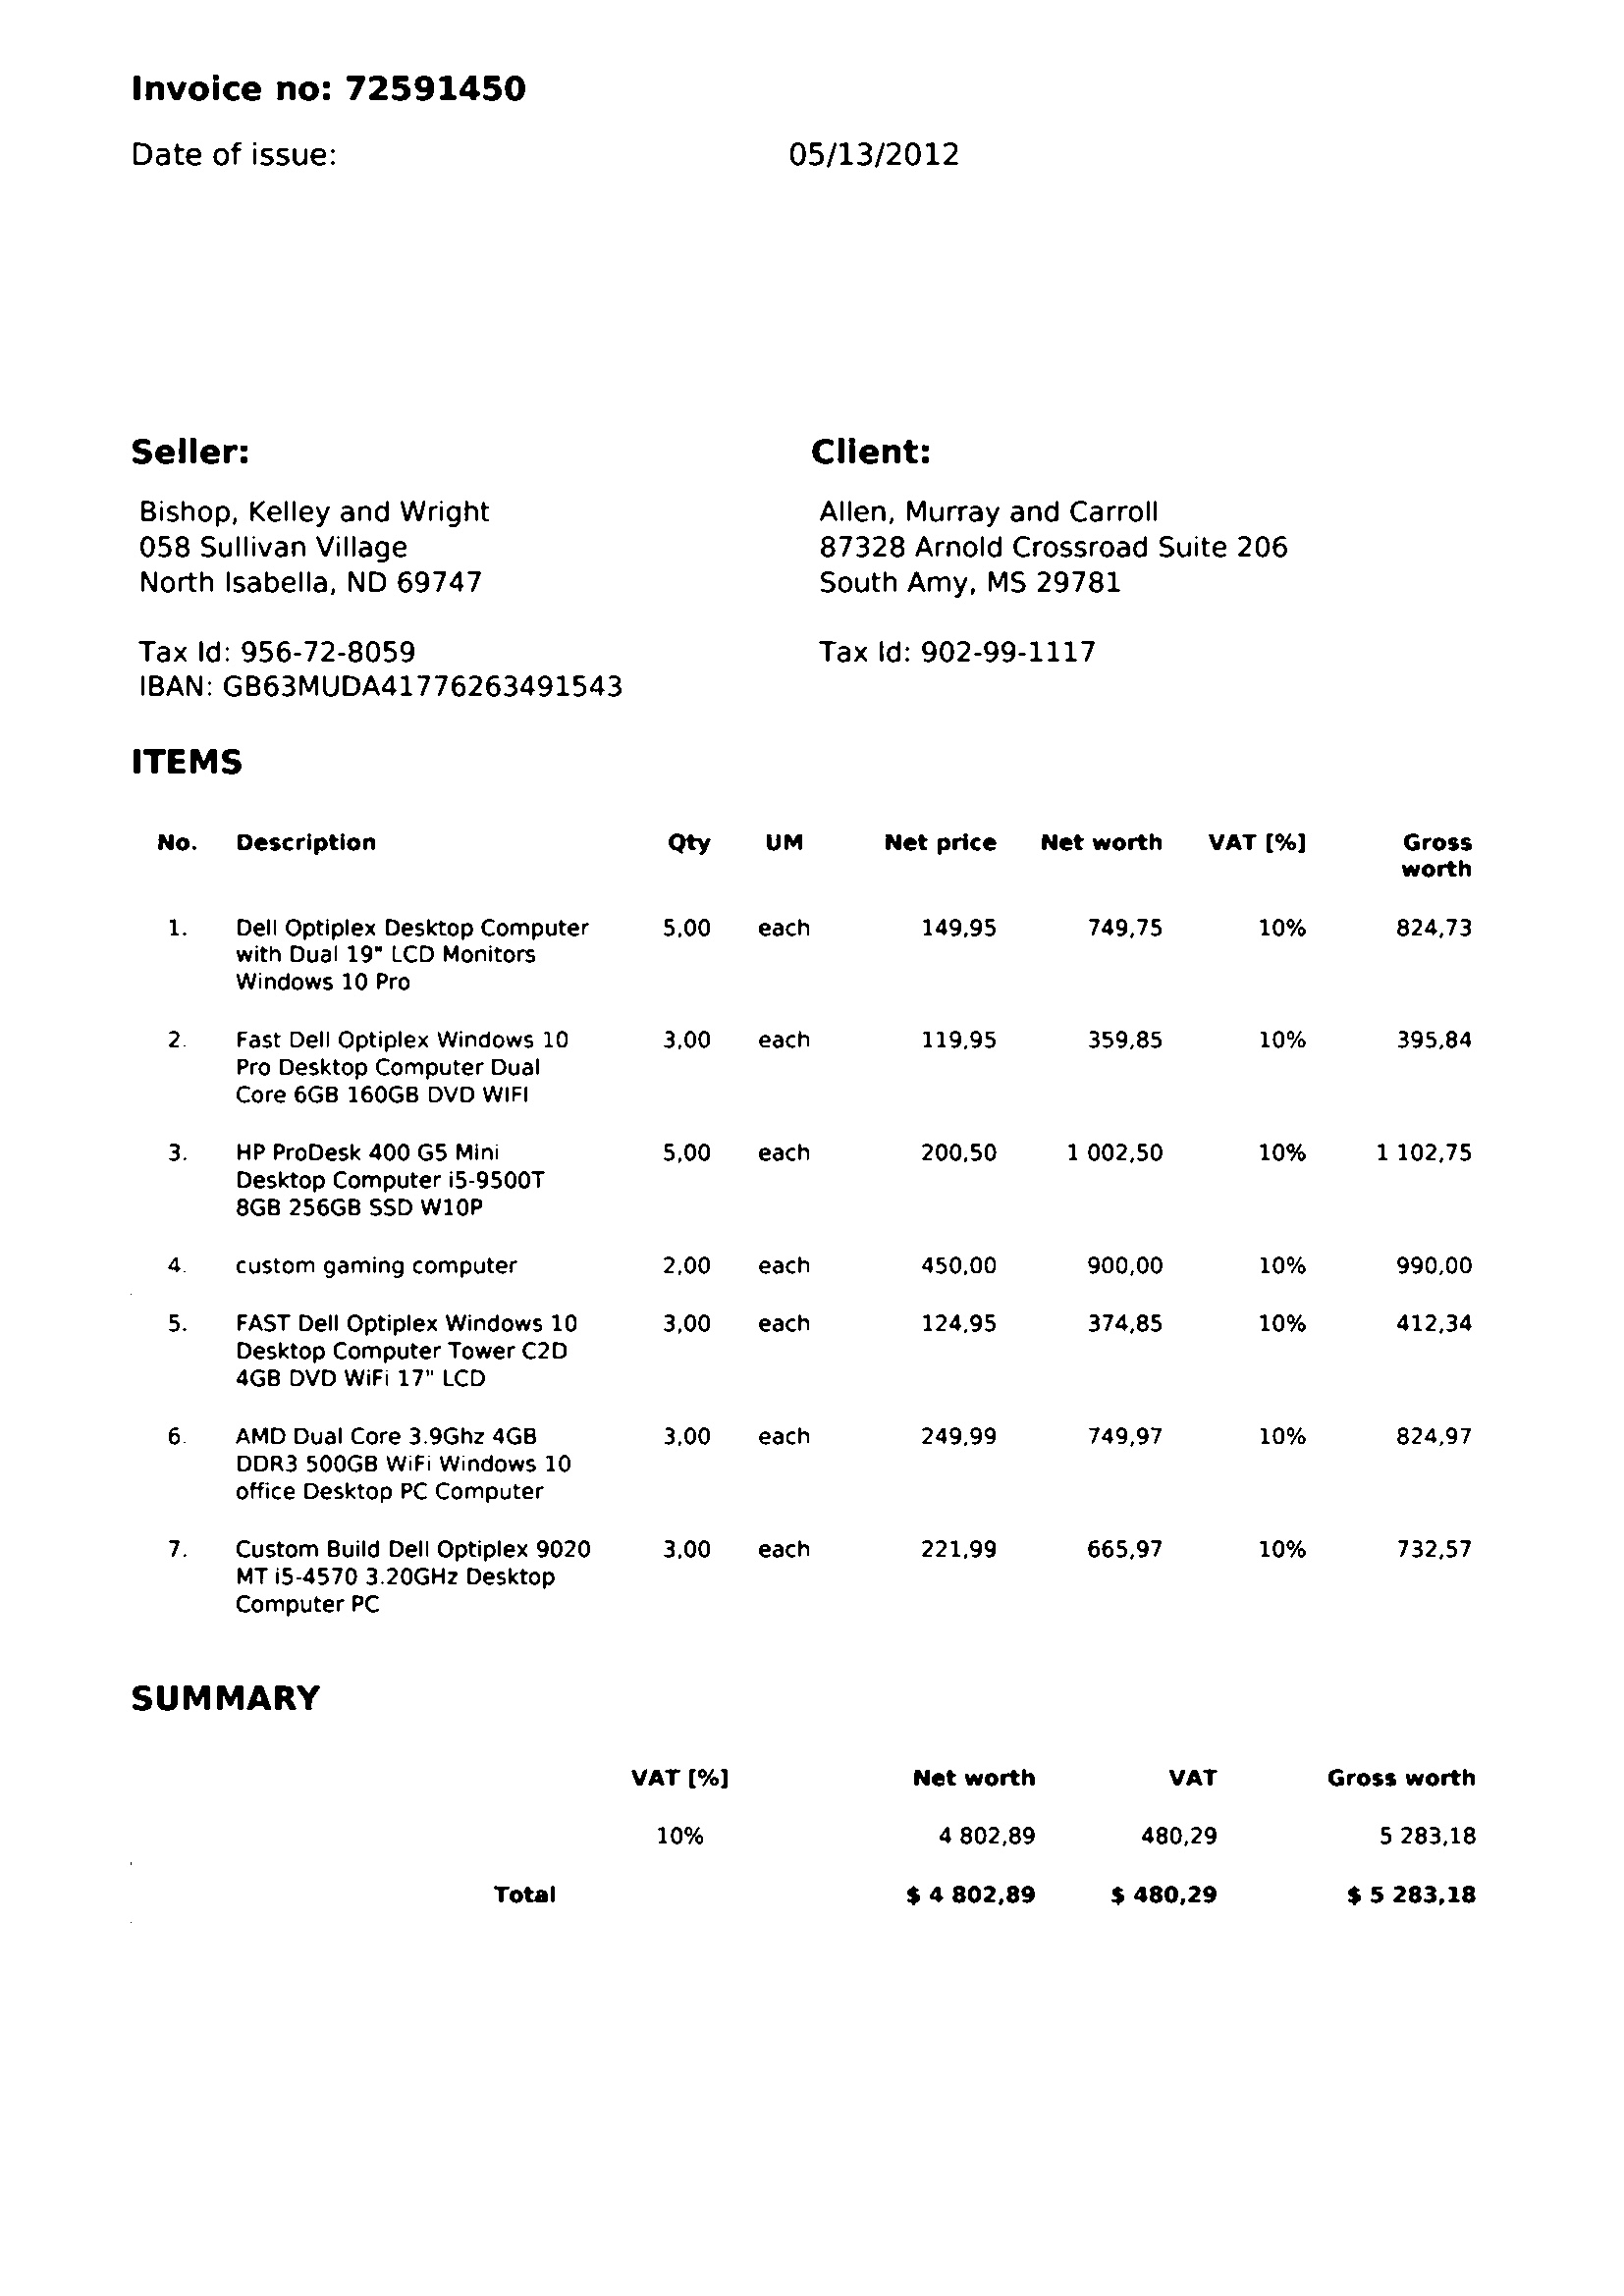 Invoice no: 72591450
Date of issue: 05/13/2012
Seller: Client:
Bishop, Kelley and Wright Allen, Murray and Carroll
058 Sullivan Village 87328 Arnold Crossroad Suite 206
North Isabella, ND 69747 South Amy, MS 29781
Tax Id: 956-72-8059 Tax Id: 902-99-1117
IBAN: GB63MUDA41776263491543
ITEMS
No. Description Qty UM Net price Net worth VAT [%] Gross
worth
1. Dell Optiplex Desktop Computer 5,00 each 149,95 749,75 10% 824,73
with Dual 19" LCD Monitors
Windows 10 Pro
2. Fast Dell Optiplex Windows 10 3,00 each 119,95 359,85 10% 395,84
Pro Desktop Computer Dual
Core 6GB 160GB DVD WIFI
3. HP ProDesk 400 G5 Mini 5,00 each 200,50 1 002,50 10% 1 102,75
Desktop Computer i5-9500T
8GB 256GB SSD W10P
4. custom gaming computer 2,00 each 450,00 900,00 10% 990,00
5. FAST Dell Optiplex Windows 10 3,00 each 124,95 374,85 10% 412,34
Desktop Computer Tower C2D
4GB DVD WiFi 17" LCD
6. AMD Dual Core 3.9Ghz 4GB 3,00 each 249,99 749,97 10% 824,97
DDR3 500GB WiFi Windows 10
office Desktop PC Computer
7. Custom Build Dell Optiplex 9020 3,00 each 221,99 665,97 10% 732,57
MT i5-4570 3.20GHz Desktop
Computer PC
SUMMARY
VAT [%] Net worth VAT Gross worth
10% 4 802,89 480,29 5 283,18
Total $ 4 802,89 $ 480,29 $ 5 283,18